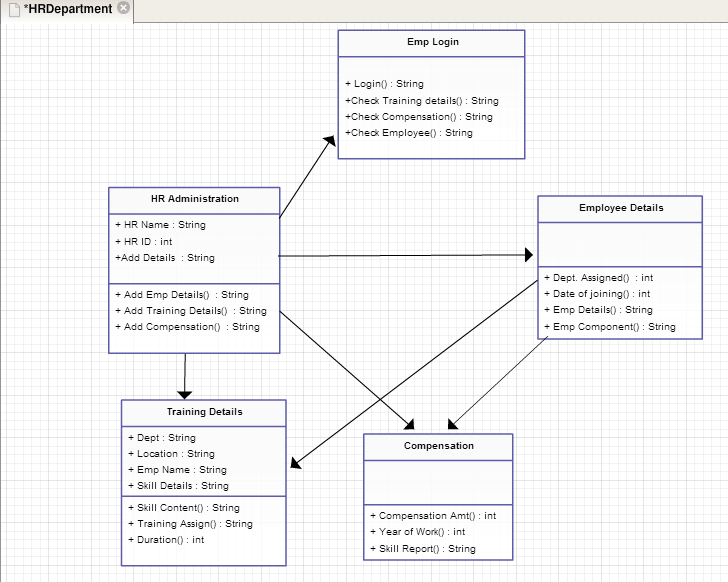 *HRDepartment
Emp Login
+ Login() : String
+Check Training details() : String
+Check Compensation() : String
+Check Employee() : String
HR Administration
+ HR Name : String
+ HR ID : int
+Add Details : String
+ Add Emp Details() : String
+ Add Training Details() : String
+ Add Compensation() : String
Employee Details
+ Dept. Assigned() : int
+ Date of joining() : int
+ Emp Details() : String
+ Emp Component() : String
Training Details
+ Dept : String
+ Location : String
+ Emp Name : String
+ Skill Details : String
+ Skill Content() : String
+ Training Assign() : String
+ Duration() : int
Compensation
+ Compensation Amt() : int
+ Year of Work() : int
+ Skill Report() : String